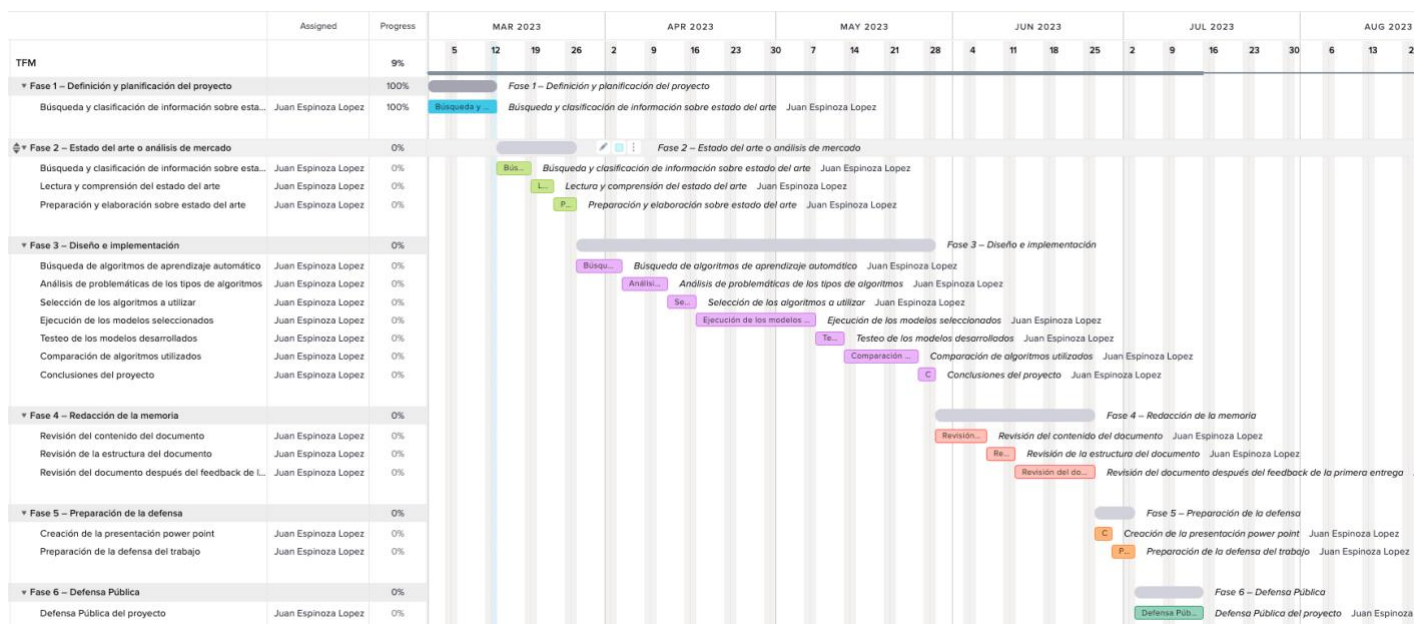 Assigned Progress MAR 2023 APR 2023 MAY 2023 JUN 2023 JUL 2023 AUG 2023
5 12 19 26 2 9 16 23 30 7 14 21 28 4 11 18 25 2 9 16 23 30 6 13 2
TFM 9%
Fase 1 – Definición y planificación del proyecto 100% Fase 1 – Definición y planificación del proyecto
Búsqueda y clasificación de información sobre esta... Juan Espinoza Lopez 100% Búsqueda y ... Búsqueda y clasificación de información sobre estado del arte Juan Espinoza Lopez
Fase 2 – Estado del arte o análisis de mercado 0% Fase 2 – Estado del arte o análisis de mercado
Búsqueda y clasificación de información sobre esta... Juan Espinoza Lopez 0% Bús... Búsqueda y clasificación de información sobre estado del arte Juan Espinoza Lopez
Lectura y comprensión del estado del arte Juan Espinoza Lopez 0% L... Lectura y comprensión del estado del arte Juan Espinoza Lopez
Preparación y elaboración sobre estado del arte Juan Espinoza Lopez 0% P... Preparación y elaboración sobre estado del arte Juan Espinoza Lopez
Fase 3 – Diseño e implementación 0% Fase 3 – Diseño e implementación
Búsqueda de algoritmos de aprendizaje automático Juan Espinoza Lopez 0% Búsqu... Búsqueda de algoritmos de aprendizaje automático Juan Espinoza Lopez
Análisis de problemáticas de los tipos de algoritmos Juan Espinoza Lopez 0% Análisi... Análisis de problemáticas de los tipos de algoritmos Juan Espinoza Lopez
Selección de los algoritmos a utilizar Juan Espinoza Lopez 0% Se... Selección de los algoritmos a utilizar Juan Espinoza Lopez
Ejecución de los modelos seleccionados Juan Espinoza Lopez 0% Ejecución de los modelos ... Ejecución de los modelos seleccionados Juan Espinoza Lopez
Testeo de los modelos desarrollados Juan Espinoza Lopez 0% Te... Testeo de los modelos desarrollados Juan Espinoza Lopez
Comparación de algoritmos utilizados Juan Espinoza Lopez 0% Comparación ... Comparación de algoritmos utilizados Juan Espinoza Lopez
Conclusiones del proyecto Juan Espinoza Lopez 0% C Conclusiones del proyecto Juan Espinoza Lopez
Fase 4 – Redacción de la memoria 0% Fase 4 – Redacción de la memoria
Revisión del contenido del documento Juan Espinoza Lopez 0% Revisión... Revisión del contenido del documento Juan Espinoza Lopez
Revisión de la estructura del documento Juan Espinoza Lopez 0% Re... Revisión de la estructura del documento Juan Espinoza Lopez
Revisión del documento después del feedback de l... Juan Espinoza Lopez 0% Revisión del do... Revisión del documento después del feedback de la primera entrega
Fase 5 – Preparación de la defensa 0% Fase 5 – Preparación de la defensa
Creación de la presentación power point Juan Espinoza Lopez 0% C Creación de la presentación power point Juan Espinoza Lopez
Preparación de la defensa del trabajo Juan Espinoza Lopez 0% P... Preparación de la defensa del trabajo Juan Espinoza Lopez
Fase 6 – Defensa Pública 0% Fase 6 – Defensa Pública
Defensa Pública del proyecto Juan Espinoza Lopez 0% Defensa Púb... Defensa Pública del proyecto Juan Espinoza